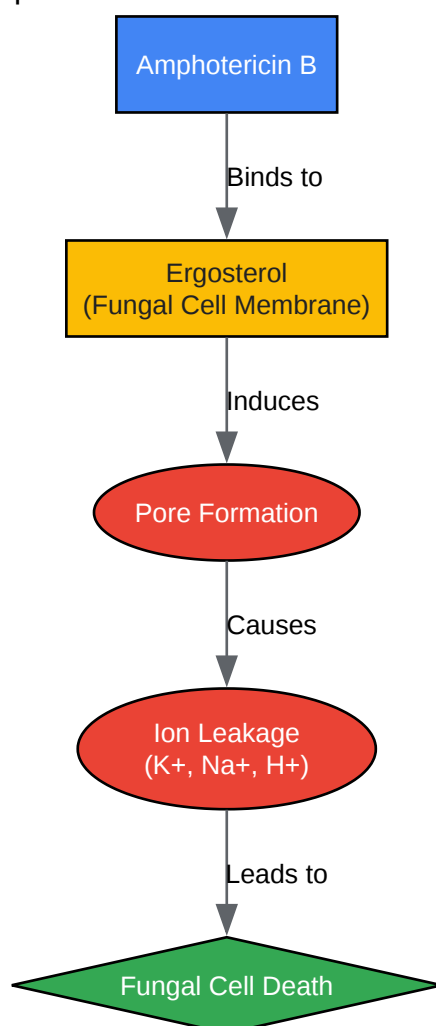 Amphotericin B
Binds to
Ergosterol
(Fungal Cell Membrane)
Induces
Pore Formation
Causes
Ion Leakage
(K+, Na+, H+)
Leads to
Fungal Cell Death